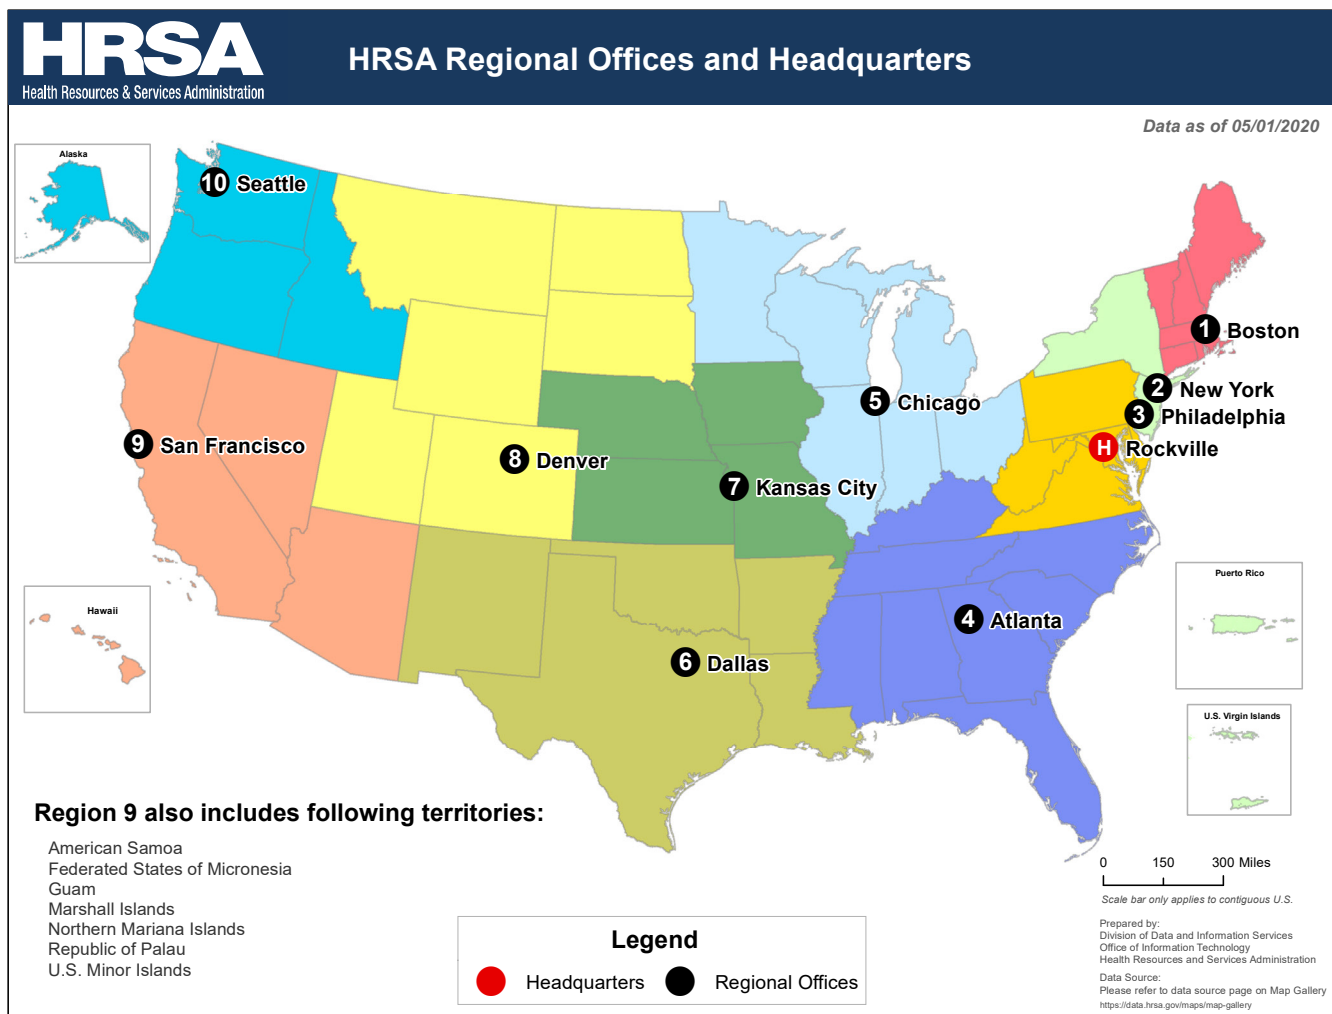 HRSA
Health Resources & Services Administration
HRSA Regional Offices and Headquarters
Data as of 05/01/2020
Alaska
10 Seattle
1 Boston
2 New York
3 Philadelphia
H Rockville
5 Chicago
9 San Francisco
8 Denver
7 Kansas City
4 Atlanta
6 Dallas
Hawaii
Puerto Rico
U.S. Virgin Islands
Region 9 also includes following territories:
American Samoa
Federated States of Micronesia
Guam
Marshall Islands
Northern Mariana Islands
Republic of Palau
U.S. Minor Islands
Legend
Headquarters
Regional Offices
0 150 300 Miles
Scale bar only applies to contiguous U.S.
Prepared by:
Division of Data and Information Services
Office of Information Technology
Health Resources and Services Administration
Data Source:
Please refer to data source page on Map Gallery
https://data.hrsa.gov/maps/map-gallery